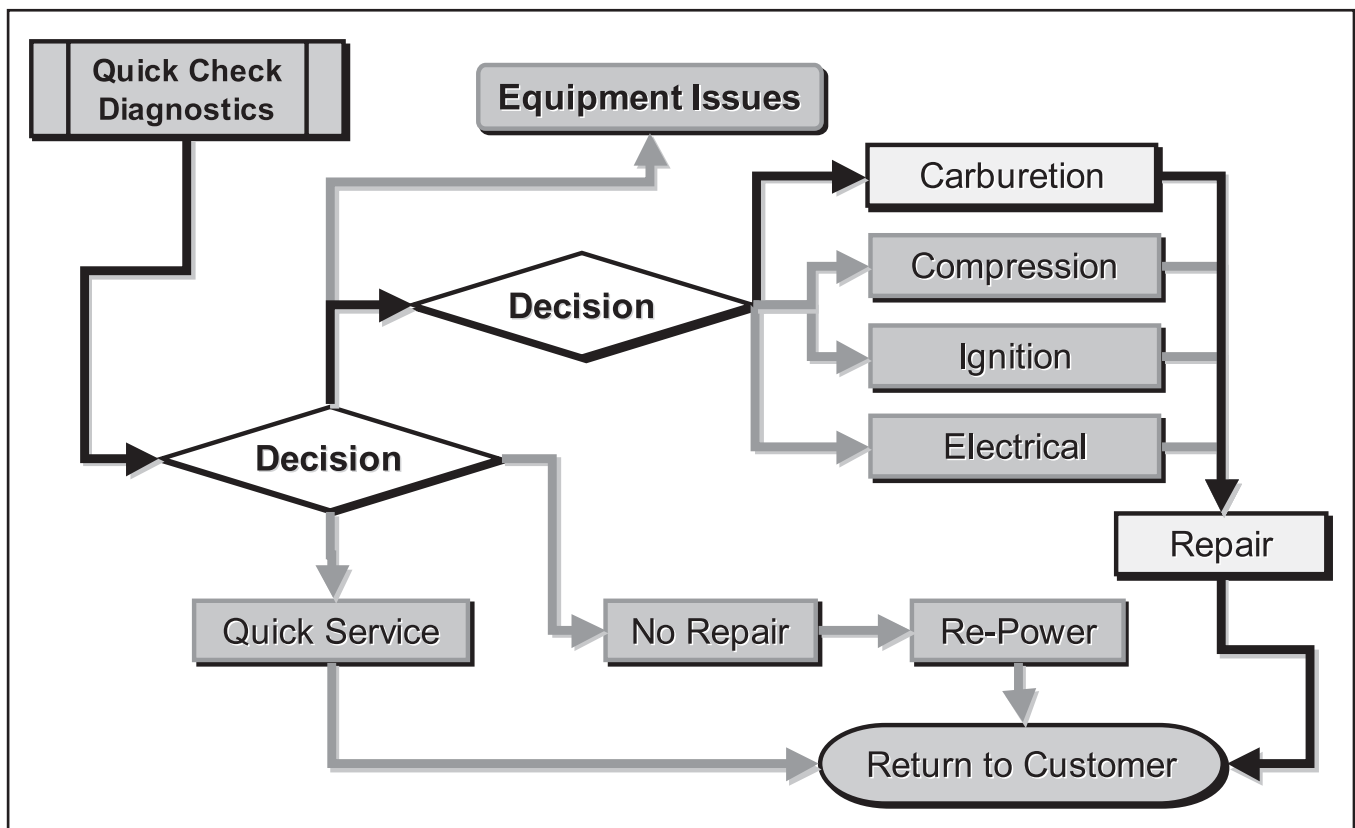 Quick Check
Diagnostics
Equipment Issues
Carburetion
Compression
Decision
Ignition
Electrical
Decision
Repair
Quick Service
No Repair
Re-Power
Return to Customer